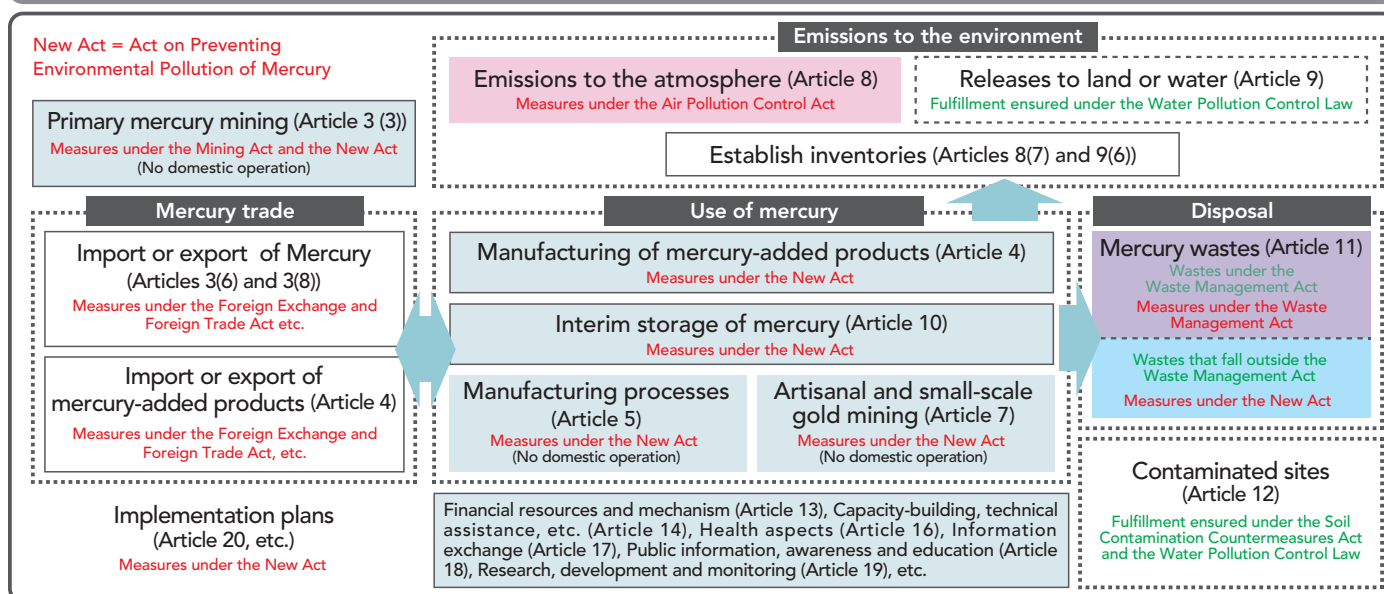 New Act = Act on Preventing
Environmental Pollution of Mercury
Primary mercury mining (Article 3 (3))
Measures under the Mining Act and the New Act
(No domestic operation)
Emissions to the environment
Emissions to the atmosphere (Article 8)
Measures under the Air Pollution Control Act
Releases to land or water (Article 9)
Fulfillment ensured under the Water Pollution Control Law
Establish inventories (Articles 8(7) and 9(6))
Mercury trade
Import or export of Mercury
(Articles 3(6) and 3(8))
Measures under the Foreign Exchange and
Foreign Trade Act etc.
Import or export of
mercury-added products (Article 4)
Measures under the Foreign Exchange and
Foreign Trade Act, etc.
Use of mercury
Manufacturing of mercury-added products (Article 4)
Measures under the New Act
Interim storage of mercury (Article 10)
Measures under the New Act
Manufacturing processes
(Article 5)
Measures under the New Act
(No domestic operation)
Artisanal and small-scale
gold mining (Article 7)
Measures under the New Act
(No domestic operation)
Disposal
Mercury wastes (Article 11)
Wastes under the
Waste Management Act
Measures under the Waste
Management Act
Wastes that fall outside the
Waste Management Act
Measures under the New Act
Implementation plans
(Article 20, etc.)
Measures under the New Act
Financial resources and mechanism (Article 13), Capacity-building, technical
assistance, etc. (Article 14), Health aspects (Article 16), Information
exchange (Article 17), Public information, awareness and education (Article
18), Research, development and monitoring (Article 19), etc.
Contaminated sites
(Article 12)
Fulfillment ensured under the Soil
Contamination Countermeasures Act
and the Water Pollution Control Law